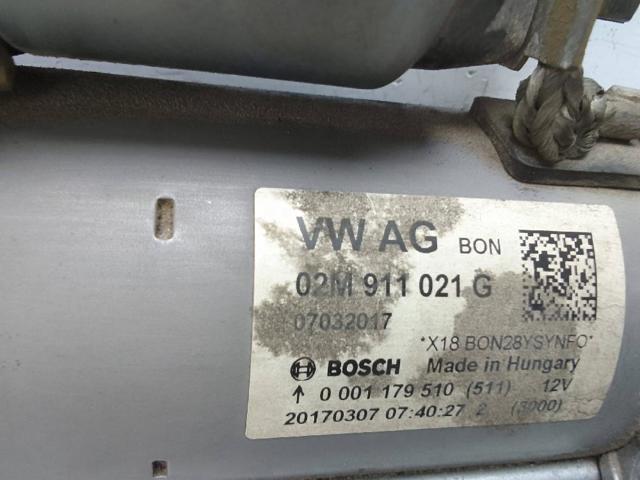 VW AG BON
02M 911 021 G
07032017
*X18 BON28YSYNFO*
BOSCH Made in Hungary
↑ 0 001 179 510 (511) 12V
20170307 07:40:27 2 (3000)